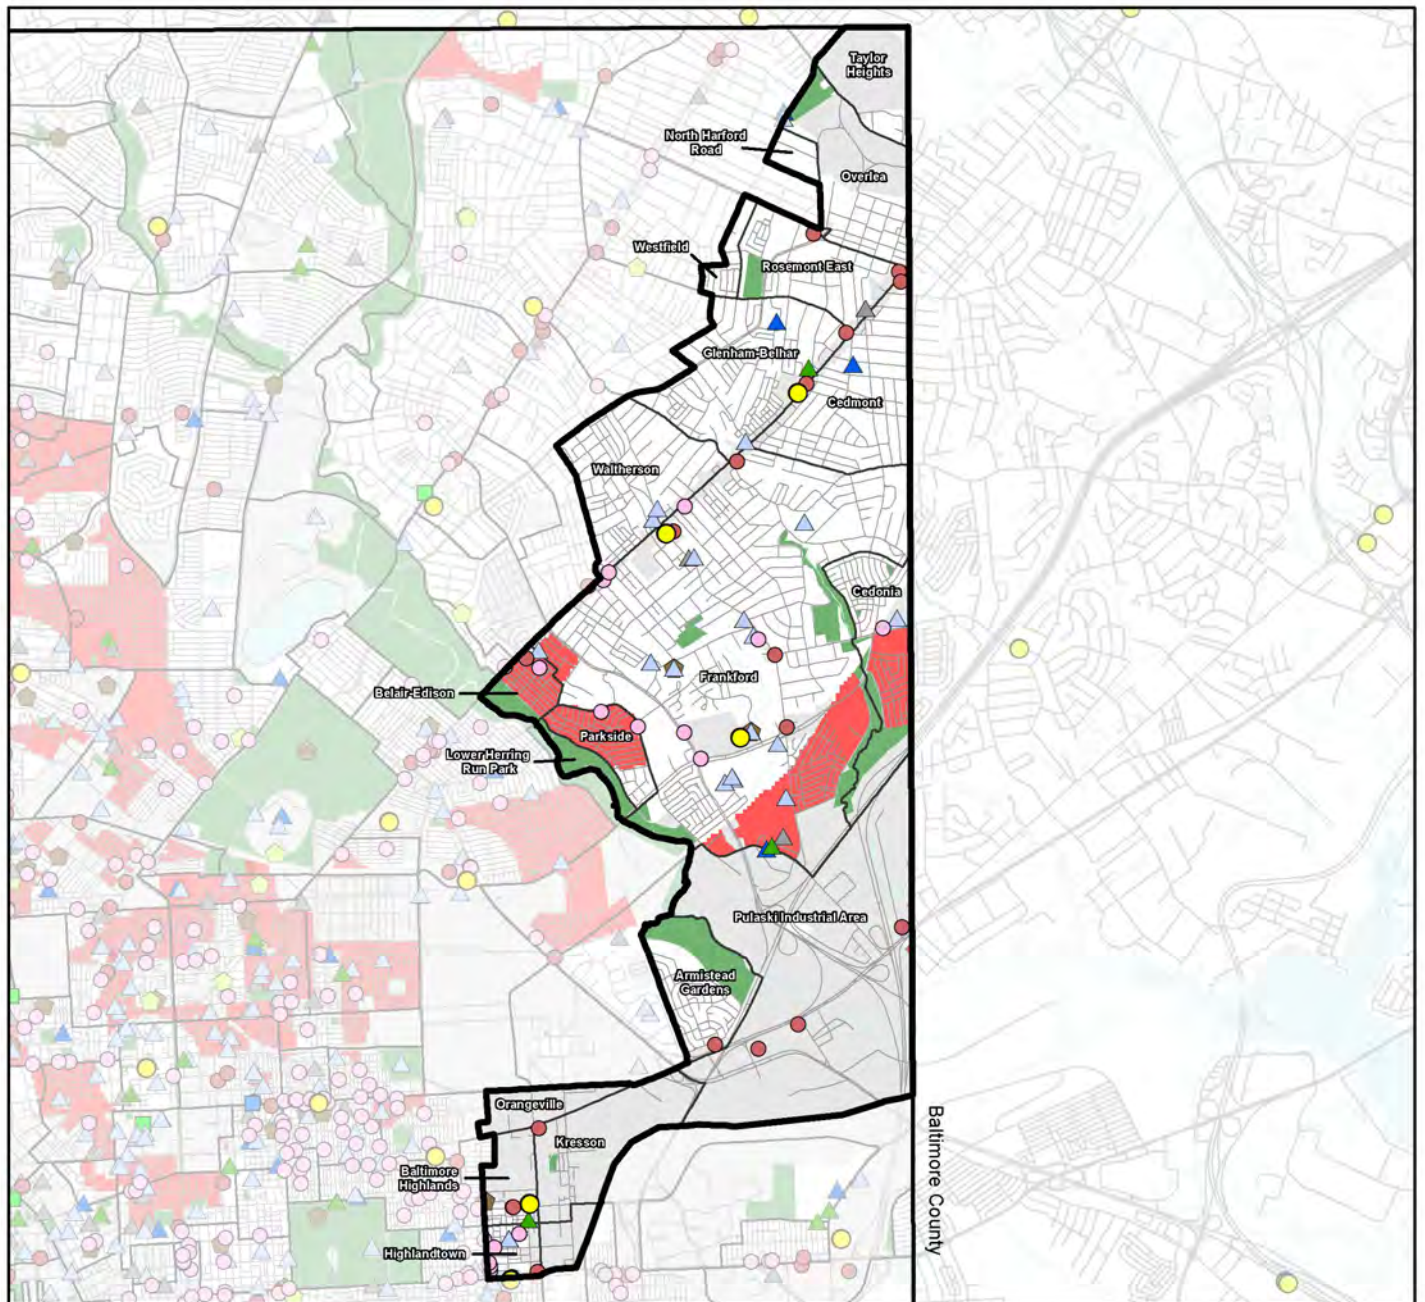 Taylor
Heights
North Harford
Road
Overlea
Westfield
Rosemont East
Glenham-Belhar
Cedmont
Waltherson
Cedonia
Frankford
Belair-Edison
Parkside
Lower Herring
Run Park
Pulaski Industrial Area
Armistead
Gardens
Orangeville
Kresson
Baltimore
Highlands
Highlandtown
Baltimore County